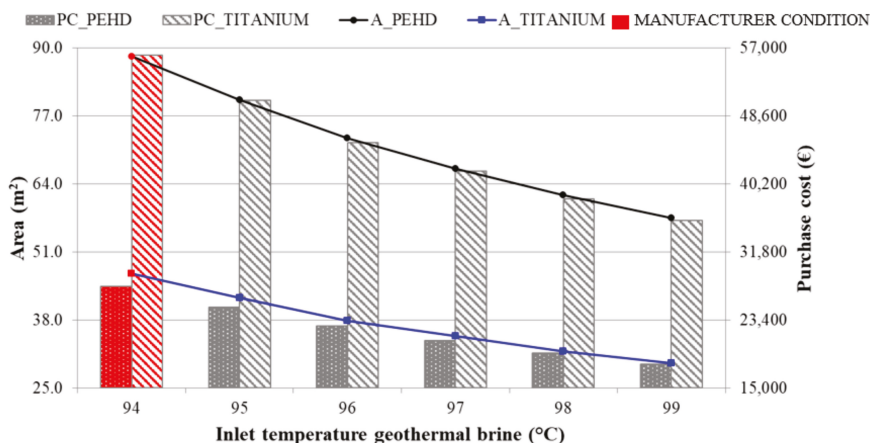 PC_PEHD PC_TITANIUM A_PEHD A_TITANIUM MANUFACTURER CONDITION
90.0 57,000
77.0 48,600
64.0 40,200
51.0 31,800
38.0 23,400
25.0 15,000
Area (m²)
Purchase cost (€)
94 95 96 97 98 99
Inlet temperature geothermal brine (°C)